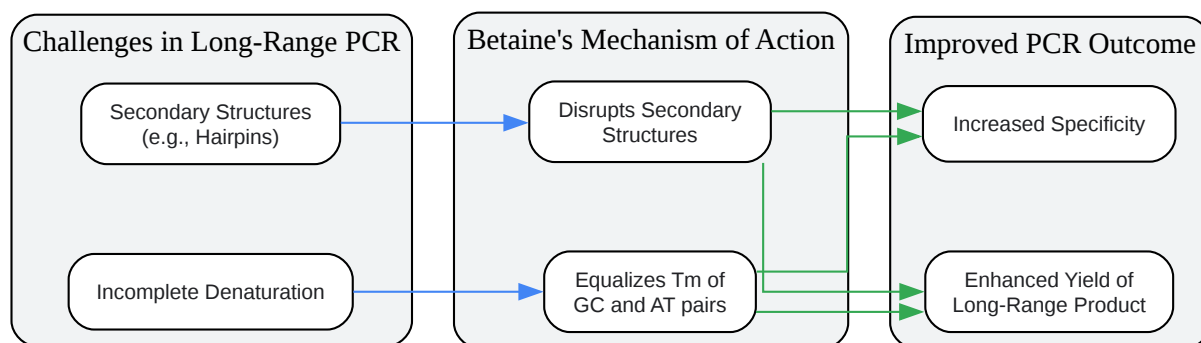 Challenges in Long-Range PCR
Secondary Structures
(e.g., Hairpins)
Incomplete Denaturation
Betaine's Mechanism of Action
Disrupts Secondary
Structures
Equalizes Tm of
GC and AT pairs
Improved PCR Outcome
Increased Specificity
Enhanced Yield of
Long-Range Product